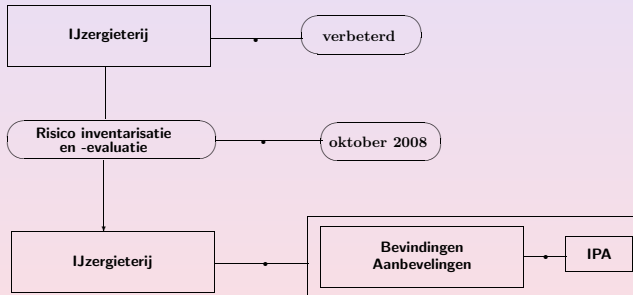 IJzergieterij
verbeterd
Risico inventarisatie
en -evaluatie
oktober 2008
IJzergieterij
Bevindingen
Aanbevelingen
IPA